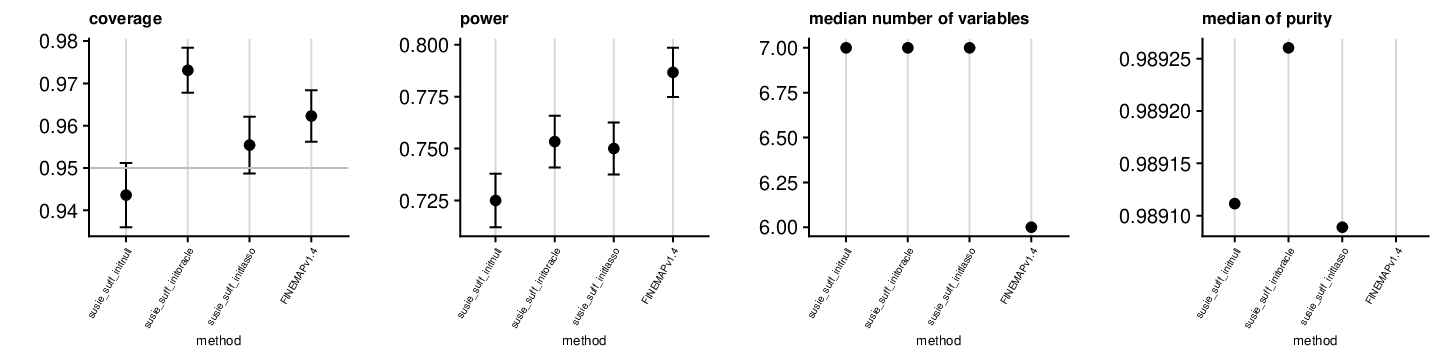 coverage
0.98
0.97
0.96
0.95
0.94
susie_suff_initnull
susie_suff_initoracle
susie_suff_initlasso
FINEMAPv1.4
method
power
0.800
0.775
0.750
0.725
susie_suff_initnull
susie_suff_initoracle
susie_suff_initlasso
FINEMAPv1.4
method
median number of variables
7.00
6.75
6.50
6.25
6.00
susie_suff_initnull
susie_suff_initoracle
susie_suff_initlasso
FINEMAPv1.4
method
median of purity
0.98925
0.98920
0.98915
0.98910
susie_suff_initnull
susie_suff_initoracle
susie_suff_initlasso
FINEMAPv1.4
method